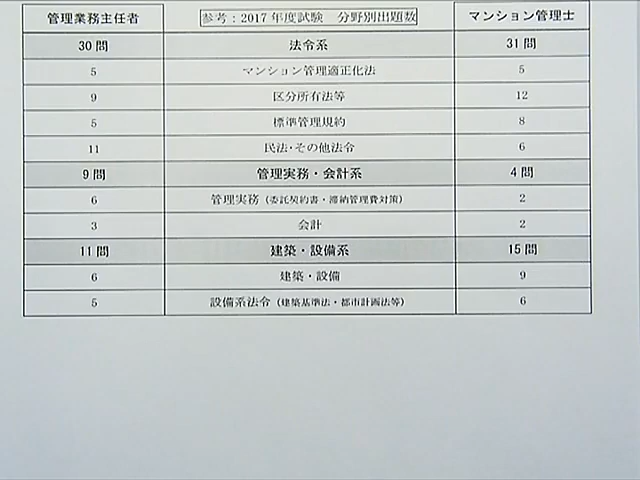 管理業務主任者 参考：2017年度試験 分野別出題数 マンション管理士
30問 法令系 31問
5 マンション管理適正化法 5
9 区分所有法等 12
5 標準管理規約 8
11 民法・その他法令 6
9問 管理実務・会計系 4問
6 管理実務（委託契約書・滞納管理費対策） 2
3 会計 2
11問 建築・設備系 15問
6 建築・設備 9
5 設備系法令（建築基準法・都市計画法等） 6